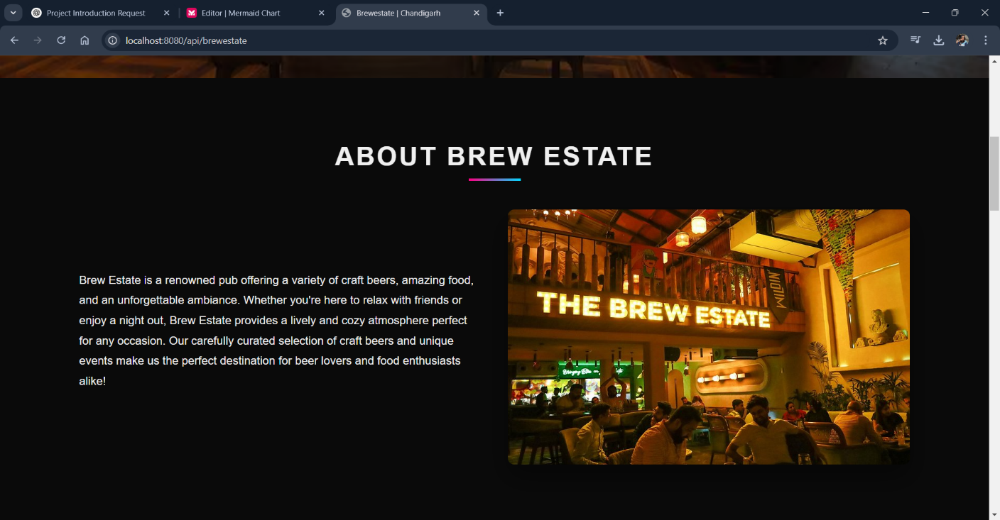 Project Introduction Request
Editor | Mermaid Chart
Brewestate | Chandigarh
localhost:8080/api/brewestate
ABOUT BREW ESTATE
Brew Estate is a renowned pub offering a variety of craft beers, amazing food,
and an unforgettable ambiance. Whether you're here to relax with friends or
enjoy a night out, Brew Estate provides a lively and cozy atmosphere perfect
for any occasion. Our carefully curated selection of craft beers and unique
events make us the perfect destination for beer lovers and food enthusiasts
alike!
THE BREW ESTATE